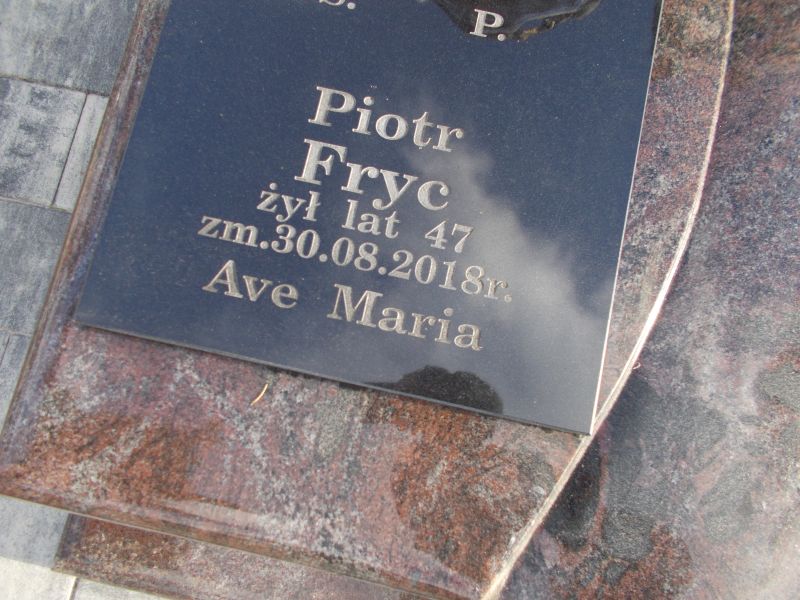 Ś. P.
Piotr
Fryc
żył lat 47
zm.30.08.2018r.
Ave Maria